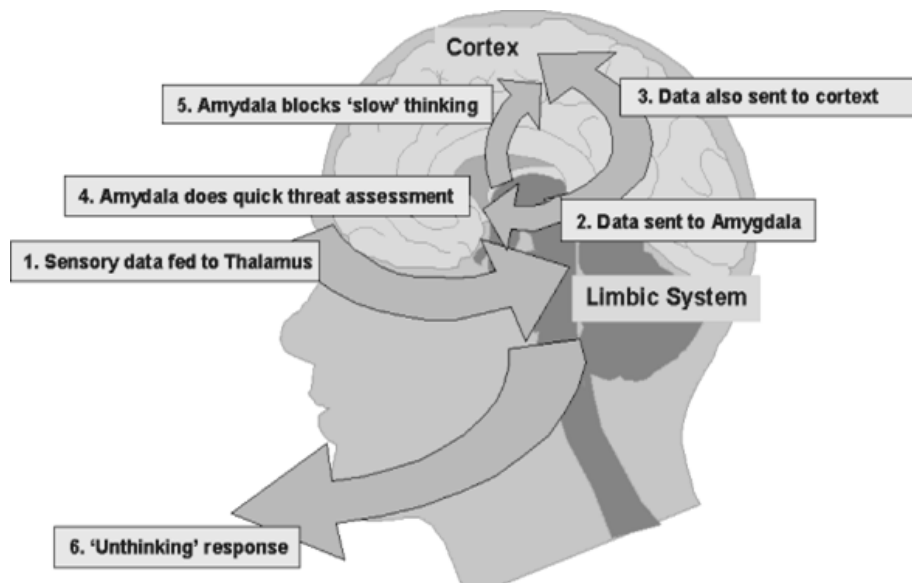 Cortex
5. Amydala blocks ‘slow’ thinking
3. Data also sent to cortext
4. Amydala does quick threat assessment
2. Data sent to Amygdala
1. Sensory data fed to Thalamus
Limbic System
6. ‘Unthinking’ response